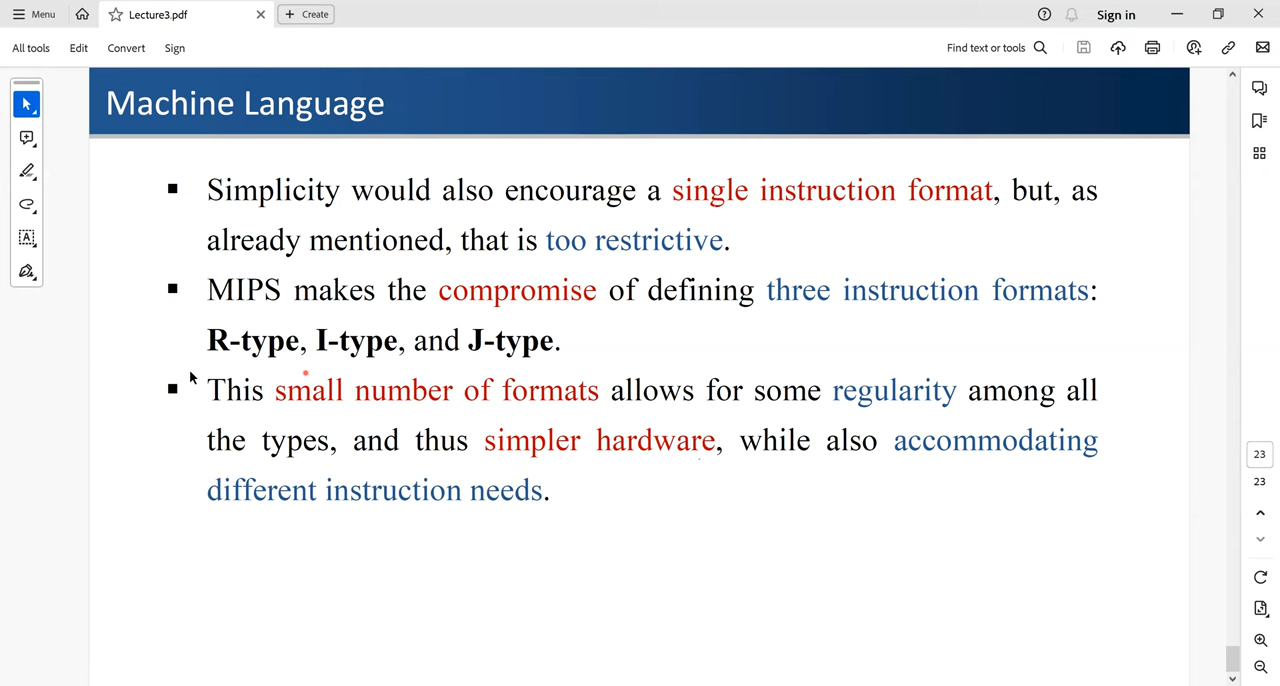 Menu
Lecture3.pdf
Create
Sign in
All tools
Edit
Convert
Sign
Find text or tools
Machine Language
Simplicity would also encourage a single instruction format, but, as
already mentioned, that is too restrictive.
MIPS makes the compromise of defining three instruction formats:
R-type, I-type, and J-type.
This small number of formats allows for some regularity among all
the types, and thus simpler hardware, while also accommodating
different instruction needs.
23
23